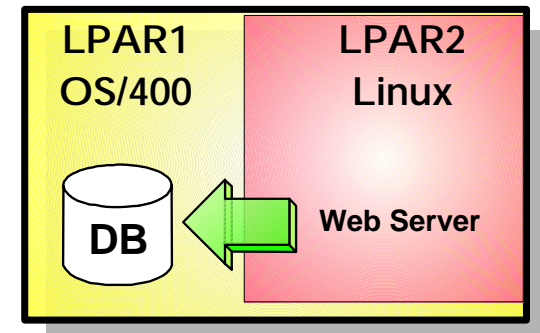 LPAR1
OS/400
DB
LPAR2
Linux
Web Server